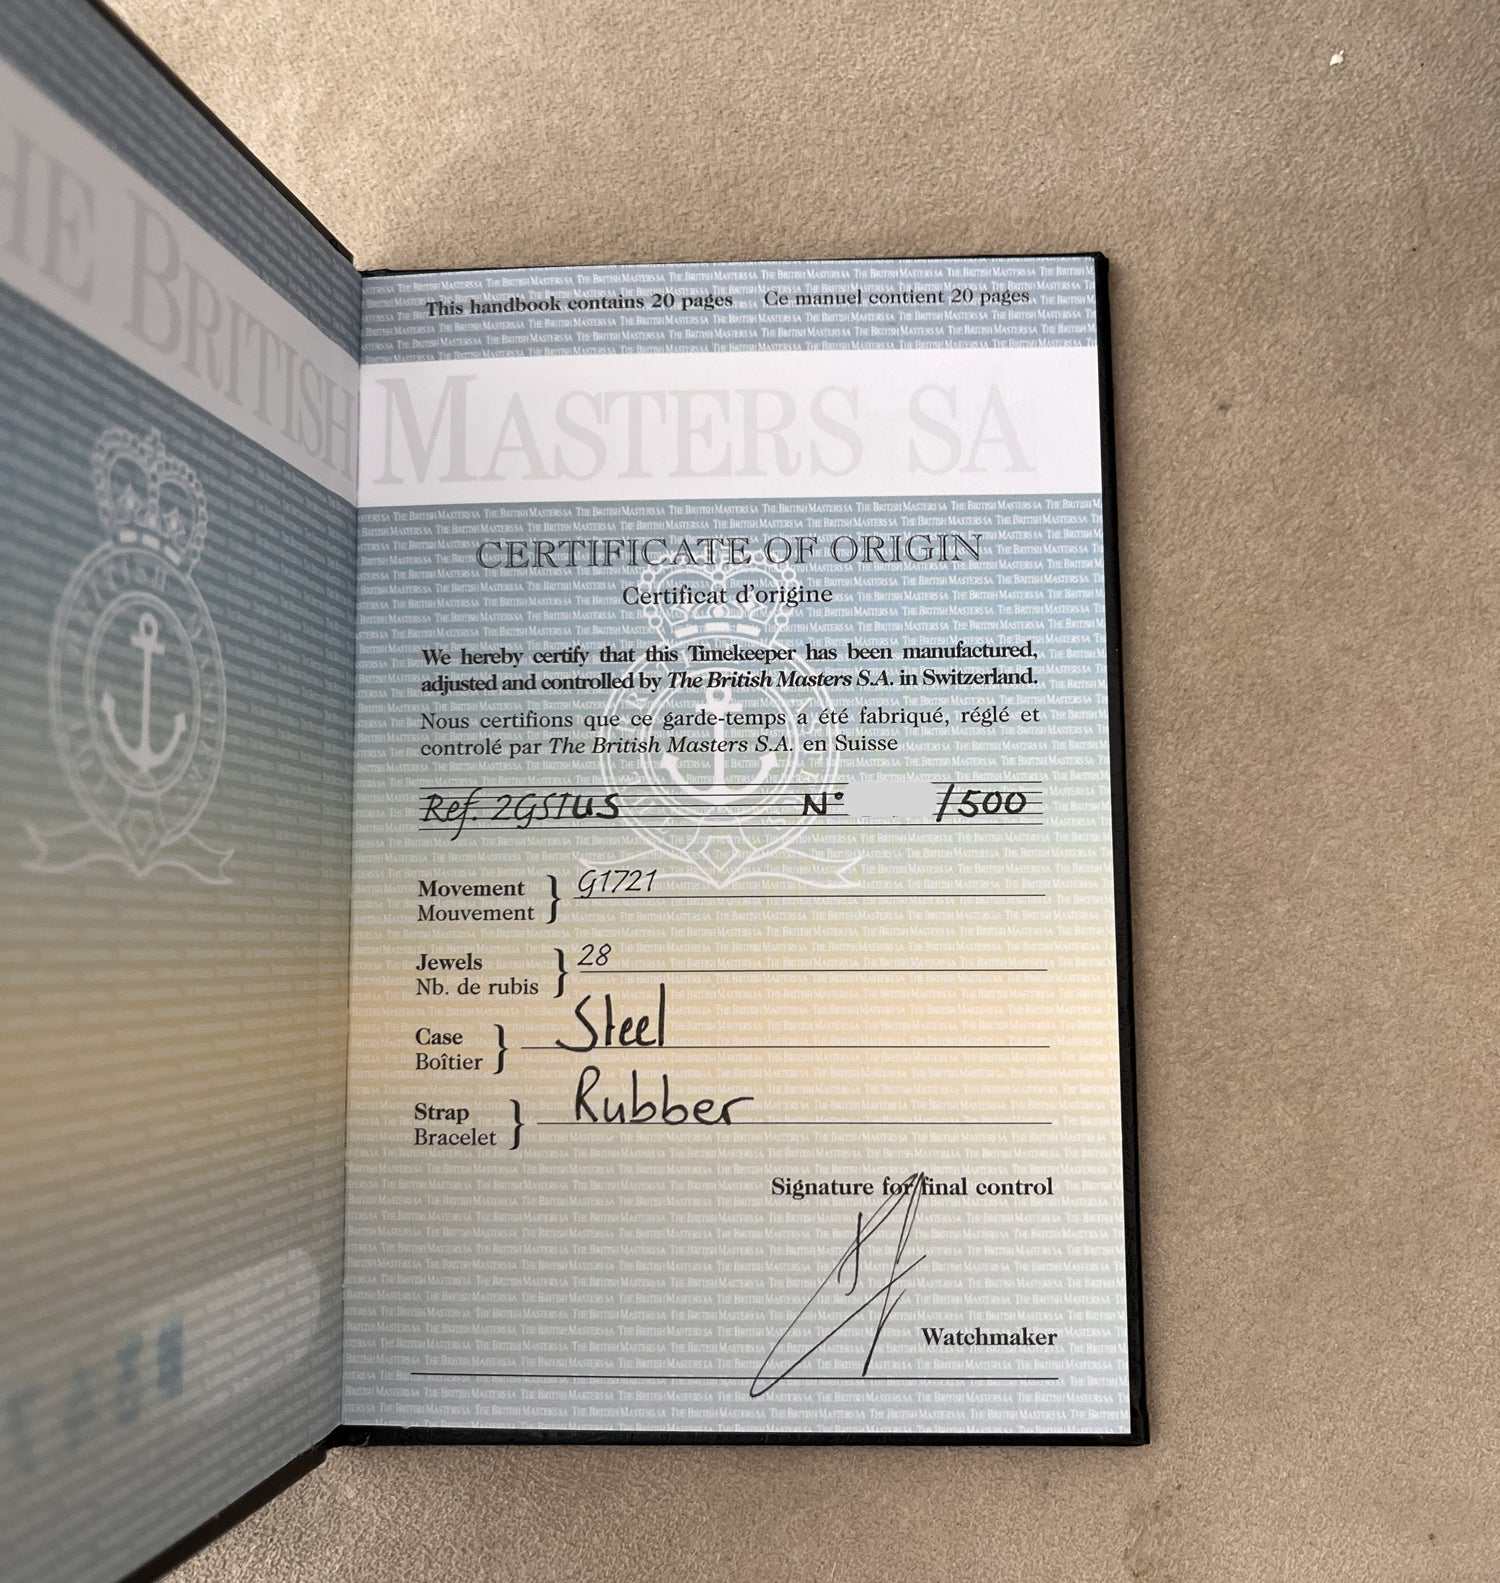 THE BRITISH MASTERS SA
This handbook contains 20 pages Ce manuel contient 20 pages
CERTIFICATE OF ORIGIN
Certificat d'origine
We hereby certify that this Timekeeper has been manufactured,
adjusted and controlled by The British Masters S.A. in Switzerland.
Nous certifions que ce garde-temps a été fabriqué, réglé et
controlé par The British Masters S.A. en Suisse
Ref. 2GSTUS N° /500
Movement G1721
Mouvement
Jewels 28
Nb. de rubis
Case Steel
Boîtier
Strap Rubber
Bracelet
Signature for final control
Watchmaker